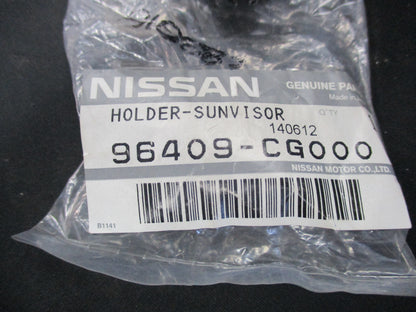 NISSAN
GENUINE PA
Made in
HOLDER-SUNVISOR
Q'TY
140612
96409-CG000
NISSAN MOTOR CO.,LTD.
B1141